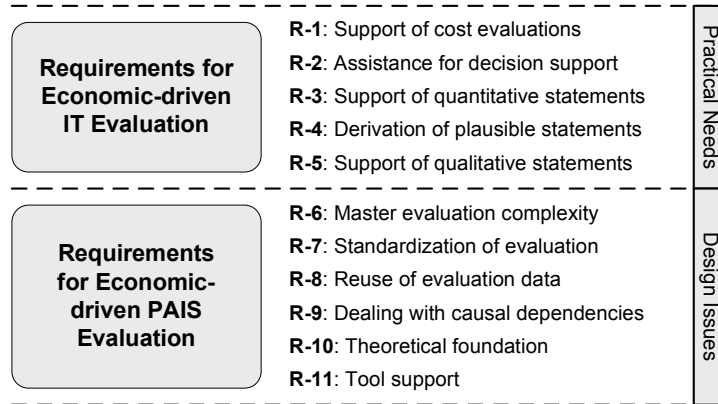 Requirements for
Economic-driven
IT Evaluation
R-1: Support of cost evaluations
R-2: Assistance for decision support
R-3: Support of quantitative statements
R-4: Derivation of plausible statements
R-5: Support of qualitative statements
Practical Needs
Requirements
for Economic-
driven PAIS
Evaluation
R-6: Master evaluation complexity
R-7: Standardization of evaluation
R-8: Reuse of evaluation data
R-9: Dealing with causal dependencies
R-10: Theoretical foundation
R-11: Tool support
Design Issues